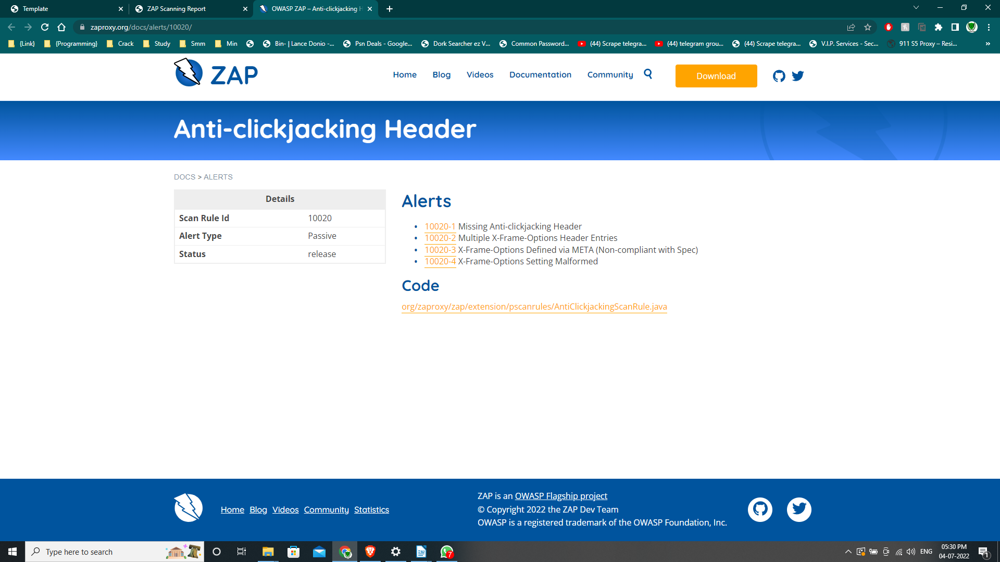 Template
ZAP Scanning Report
OWASP ZAP – Anti-clickjacking H
zaproxy.org/docs/alerts/10020/
{Link}
{Programming}
Crack
Study
Smm
Min
Bin- | Lance Donio -...
Psn Deals - Google...
Dork Searcher ez V...
Common Password...
(44) Scrape telegra...
(44) telegram grou...
(44) Scrape telegra...
V.I.P. Services - Sec...
911 S5 Proxy – Resi...
»
ZAP
Home
Blog
Videos
Documentation
Community
Download
Anti-clickjacking Header
DOCS > ALERTS
Details
Scan Rule Id 10020
Alert Type Passive
Status release
Alerts
• 10020-1 Missing Anti-clickjacking Header
• 10020-2 Multiple X-Frame-Options Header Entries
• 10020-3 X-Frame-Options Defined via META (Non-compliant with Spec)
• 10020-4 X-Frame-Options Setting Malformed
Code
org/zaproxy/zap/extension/pscanrules/AntiClickjackingScanRule.java
Home Blog Videos Community Statistics
ZAP is an OWASP Flagship project
© Copyright 2022 the ZAP Dev Team
OWASP is a registered trademark of the OWASP Foundation, Inc.
Type here to search
7
ENG
05:30 PM
04-07-2022
1